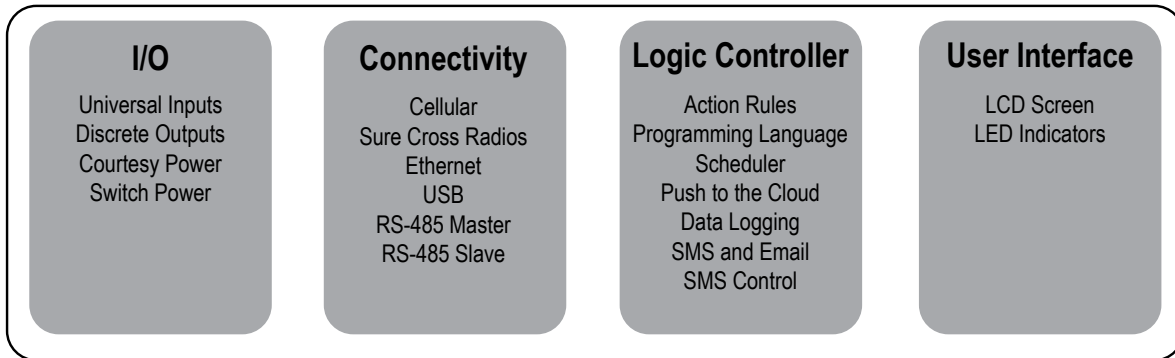 I/O
Universal Inputs
Discrete Outputs
Courtesy Power
Switch Power
Connectivity
Cellular
Sure Cross Radios
Ethernet
USB
RS-485 Master
RS-485 Slave
Logic Controller
Action Rules
Programming Language
Scheduler
Push to the Cloud
Data Logging
SMS and Email
SMS Control
User Interface
LCD Screen
LED Indicators